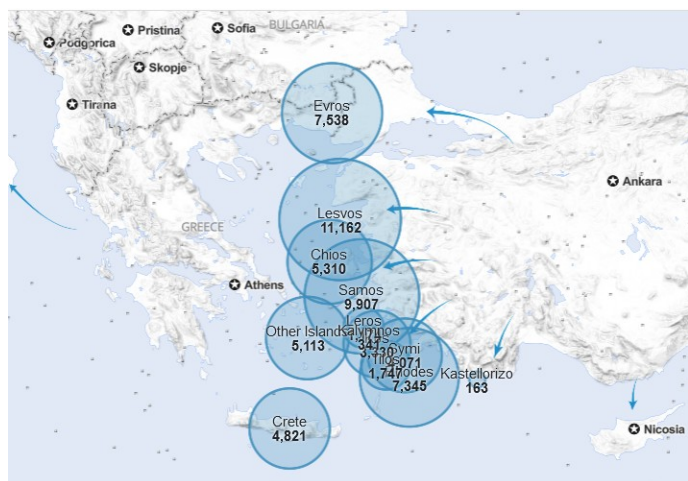 BULGARIA
Pristina
Sofia
Podgorica
Skopje
Tirana
Evros
7,538
Ankara
Lesvos
11,162
GREECE
Chios
5,310
Athens
Samos
9,907
Leros
Kalymnos
341
Other Islands
5,113
Symi
Tilos
1,747
Rhodes
7,345
Kastellorizo
163
Crete
4,821
Nicosia